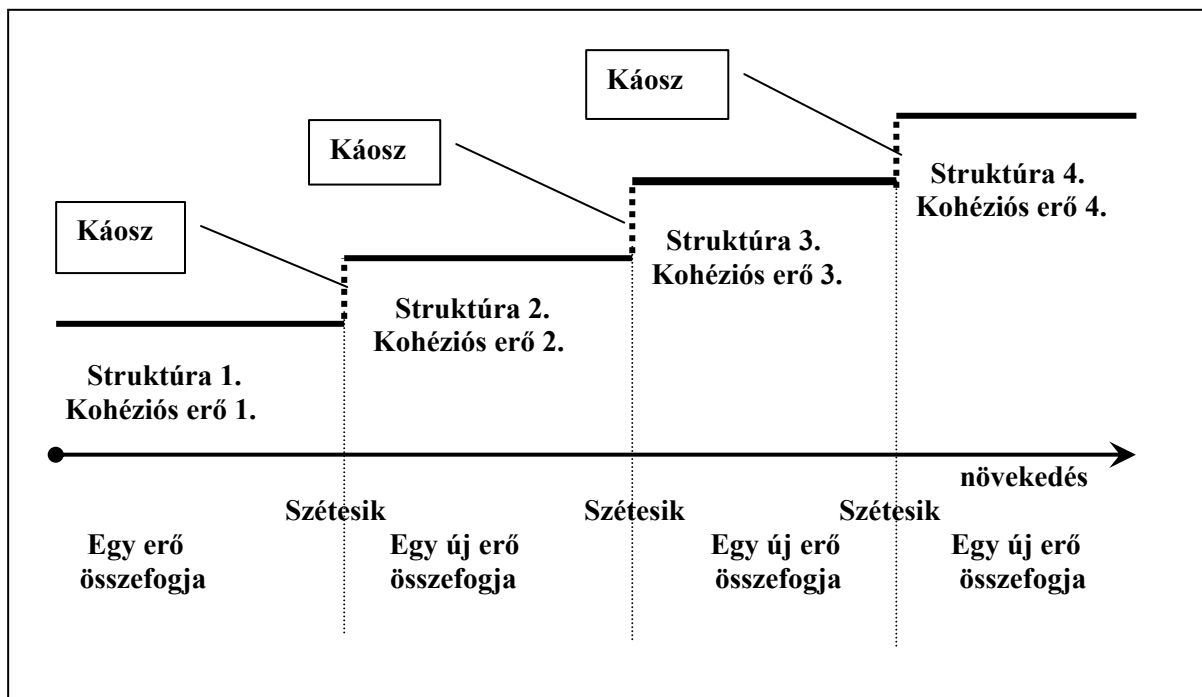 Káosz
Káosz
Káosz
Struktúra 4.
Kohéziós erő 4.
Struktúra 3.
Kohéziós erő 3.
Struktúra 2.
Kohéziós erő 2.
Struktúra 1.
Kohéziós erő 1.
növekedés
Szétesik
Szétesik
Szétesik
Egy erő
összefogja
Egy új erő
összefogja
Egy új erő
összefogja
Egy új erő
összefogja